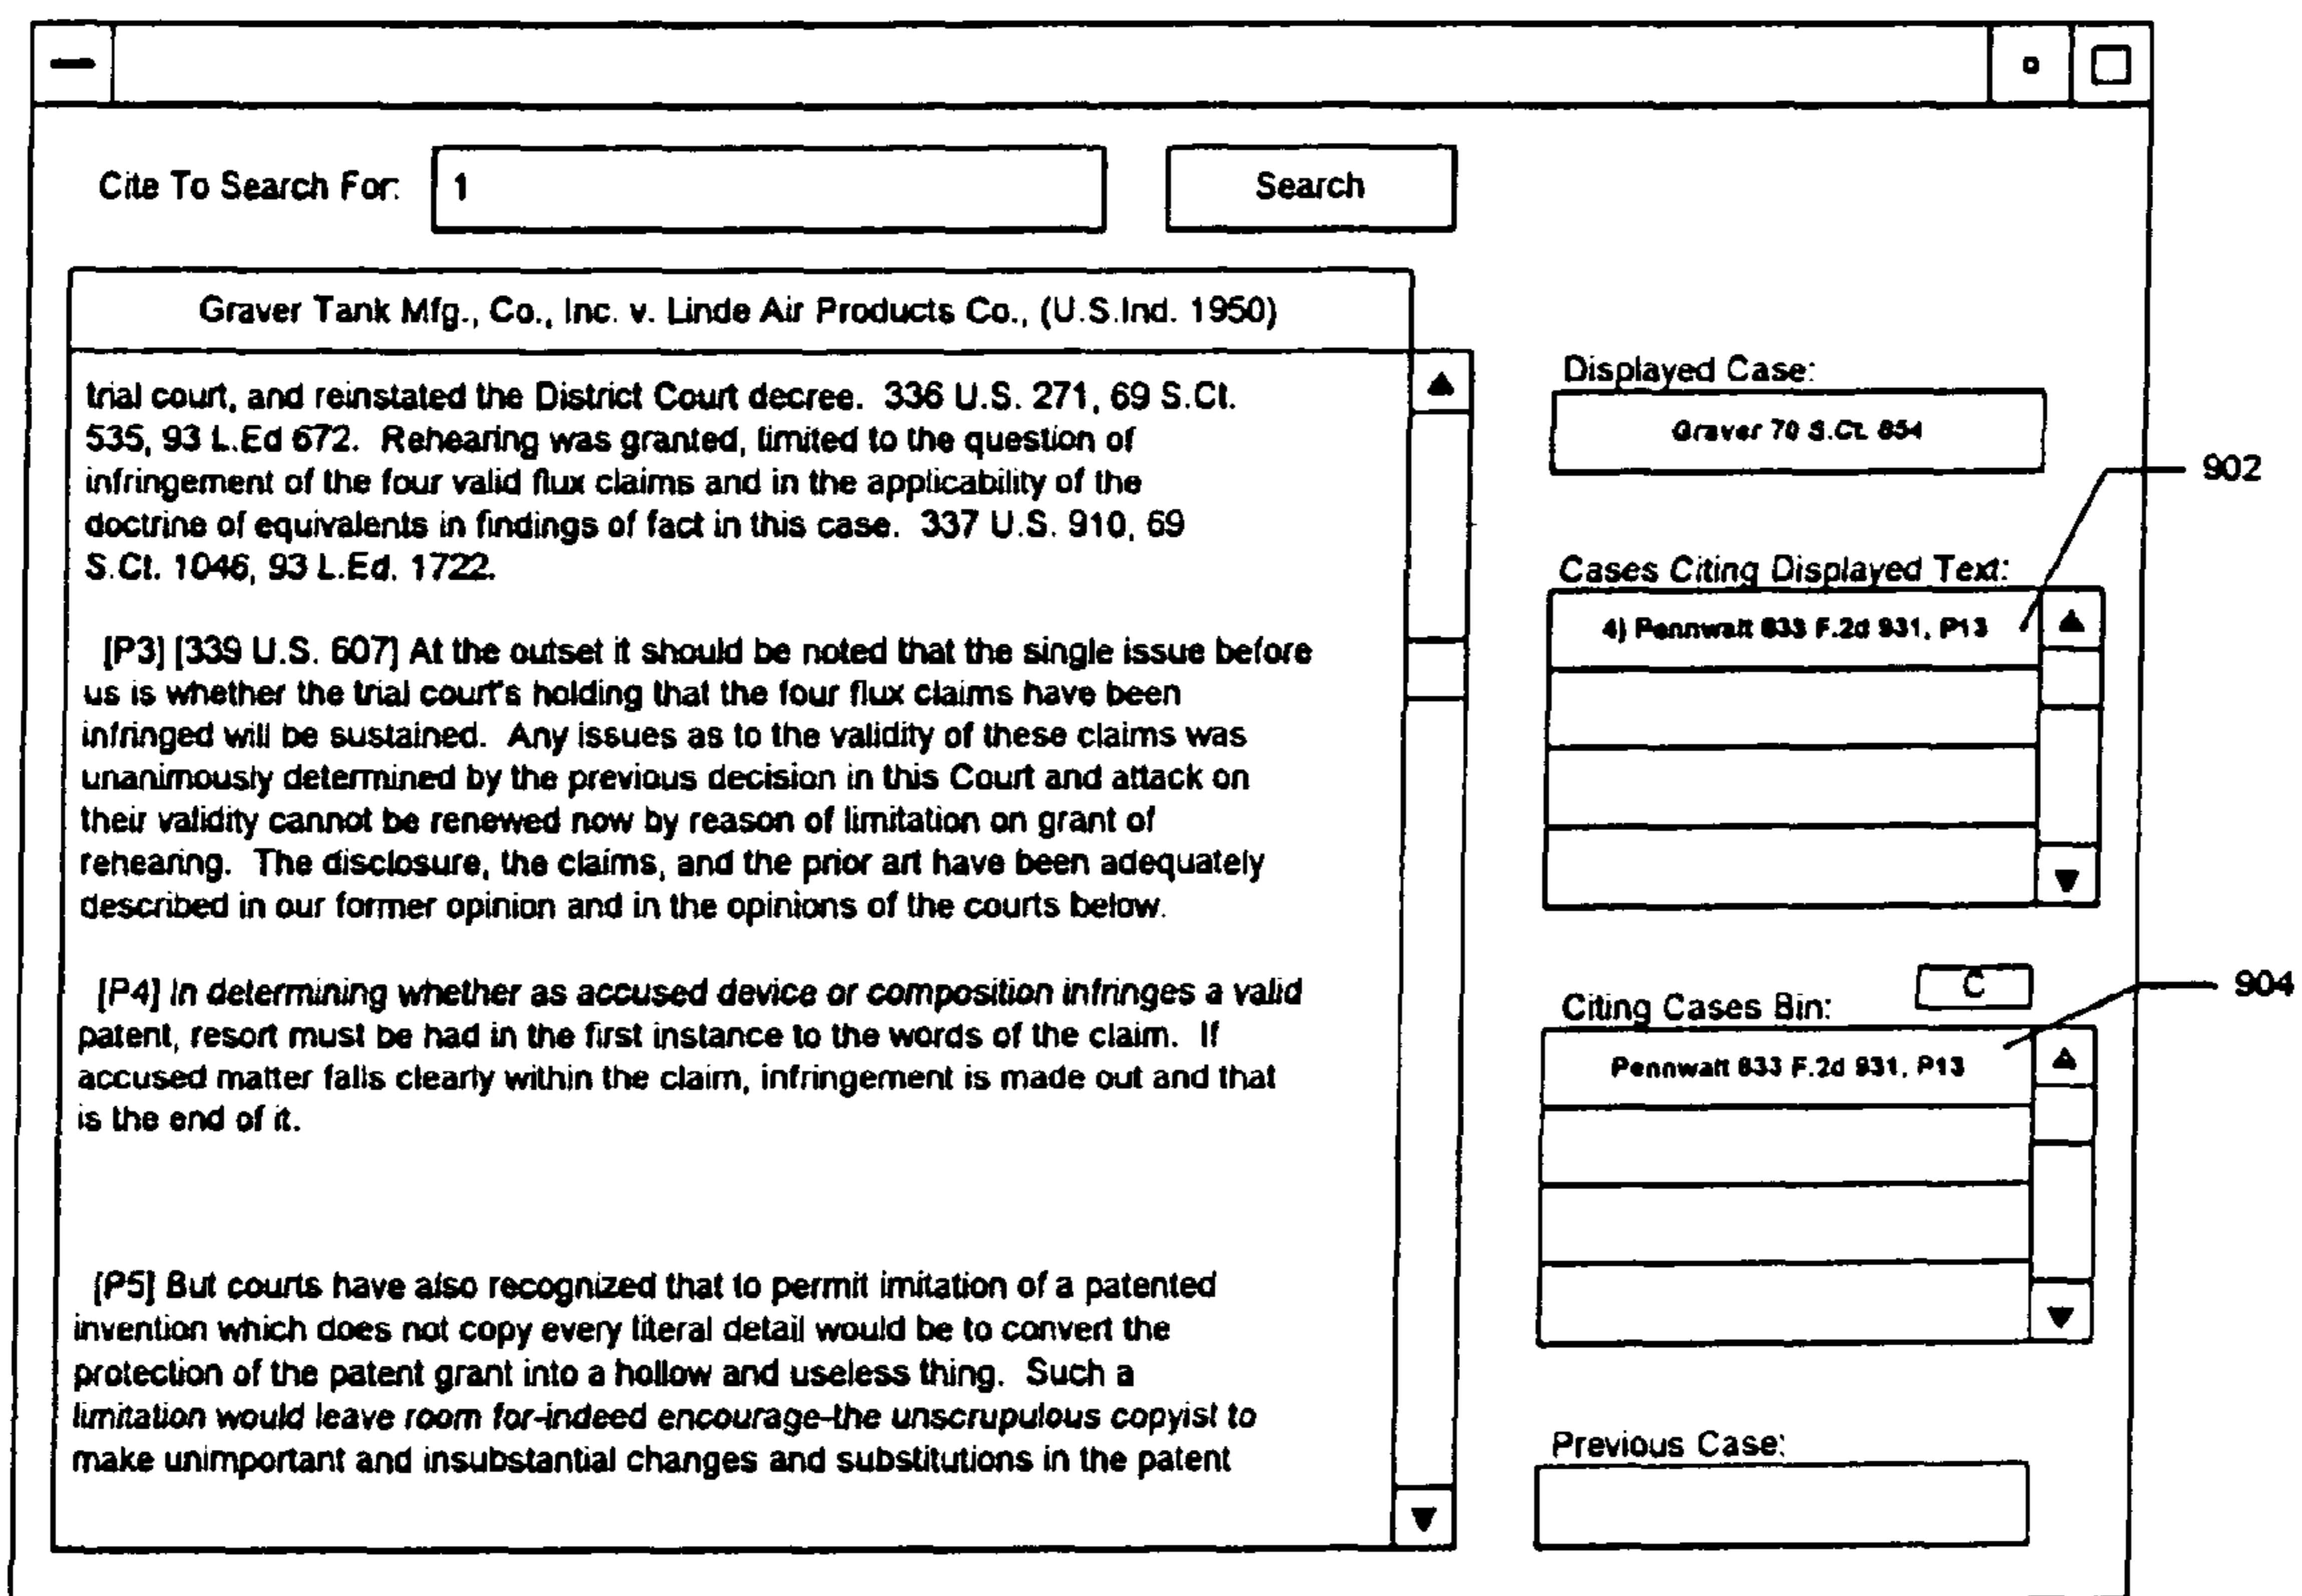 Cite To Search For: 1 Search
Graver Tank Mfg., Co., Inc. v. Linde Air Products Co., (U.S.Ind. 1950)
trial court, and reinstated the District Court decree. 336 U.S. 271, 69 S.Ct.
535, 93 L.Ed 672. Rehearing was granted, limited to the question of
infringement of the four valid flux claims and in the applicability of the
doctrine of equivalents in findings of fact in this case. 337 U.S. 910, 69
S.Ct. 1046, 93 L.Ed. 1722.
[P3] [339 U.S. 607] At the outset it should be noted that the single issue before
us is whether the trial court's holding that the four flux claims have been
infringed will be sustained. Any issues as to the validity of these claims was
unanimously determined by the previous decision in this Court and attack on
their validity cannot be renewed now by reason of limitation on grant of
rehearing. The disclosure, the claims, and the prior art have been adequately
described in our former opinion and in the opinions of the courts below.
[P4] In determining whether as accused device or composition infringes a valid
patent, resort must be had in the first instance to the words of the claim. If
accused matter falls clearly within the claim, infringement is made out and that
is the end of it.
[P5] But courts have also recognized that to permit imitation of a patented
invention which does not copy every literal detail would be to convert the
protection of the patent grant into a hollow and useless thing. Such a
limitation would leave room for-indeed encourage-the unscrupulous copyist to
make unimportant and insubstantial changes and substitutions in the patent
Displayed Case:
Graver 70 S.Ct. 854
902
Cases Citing Displayed Text:
4) Pennwalt 833 F.2d 931, P13
C
904
Citing Cases Bin:
Pennwalt 833 F.2d 931, P13
Previous Case: